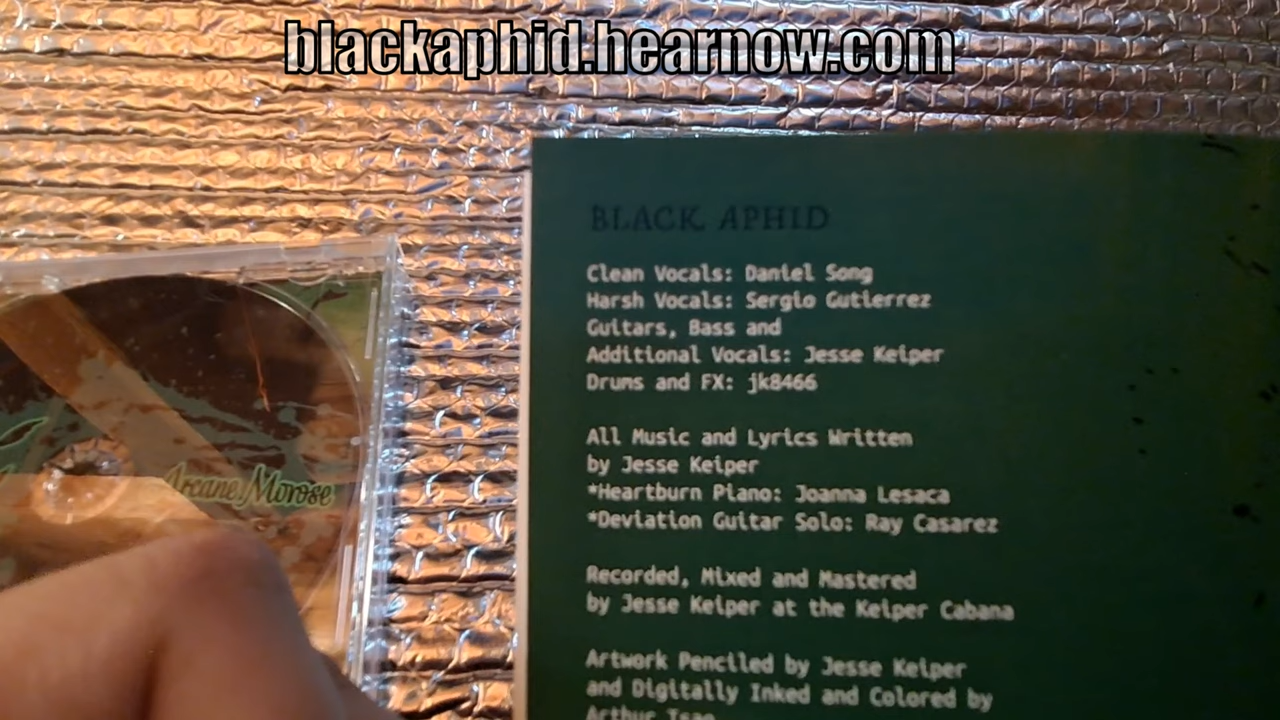 blackaphid.hearnow.com
BLACK APHID
Clean Vocals: Daniel Song
Harsh Vocals: Sergio Gutierrez
Guitars, Bass and
Additional Vocals: Jesse Keiper
Drums and FX: jk8466
All Music and Lyrics Written
by Jesse Keiper
*Heartburn Piano: Joanna Lesaca
*Deviation Guitar Solo: Ray Casarez
Recorded, Mixed and Mastered
by Jesse Keiper at the Keiper Cabana
Artwork Penciled by Jesse Keiper
and Digitally Inked and Colored by
Arthur Tsao
Arcane Morose